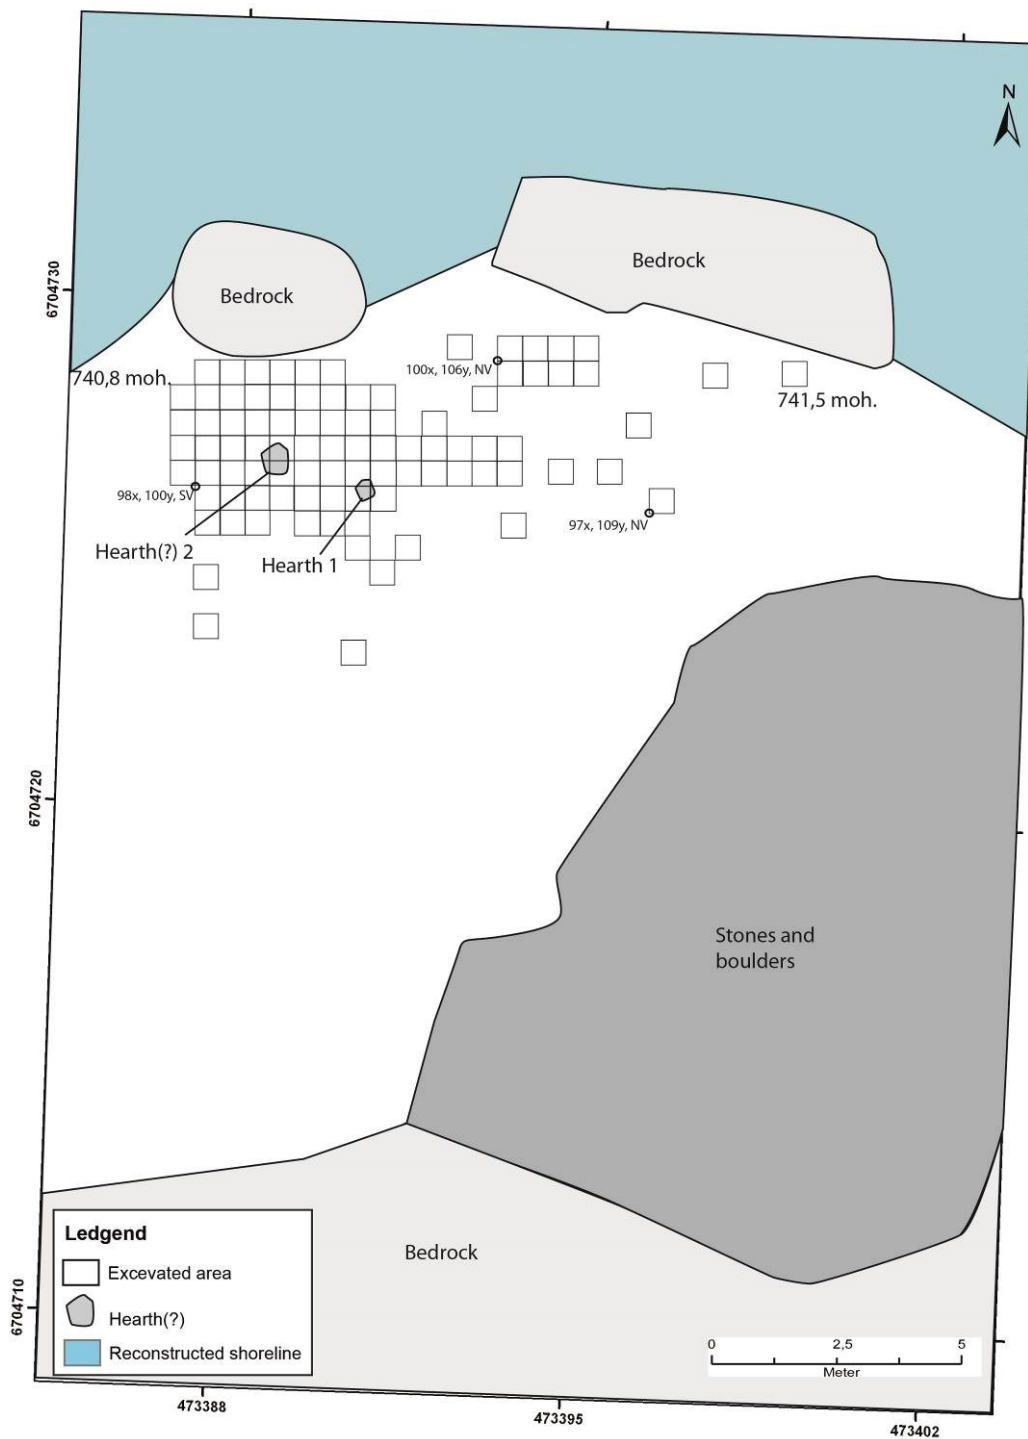 N
6704730
Bedrock
Bedrock
740,8 moh.
100x, 106y, NV
741,5 moh.
98x, 100y, SV
97x, 109y, NV
Hearth(?) 2
Hearth 1
6704720
Stones and
boulders
Bedrock
6704710
Ledgend
Excevated area
Hearth(?)
Reconstructed shoreline
0 2,5 5
Meter
473388
473395
473402